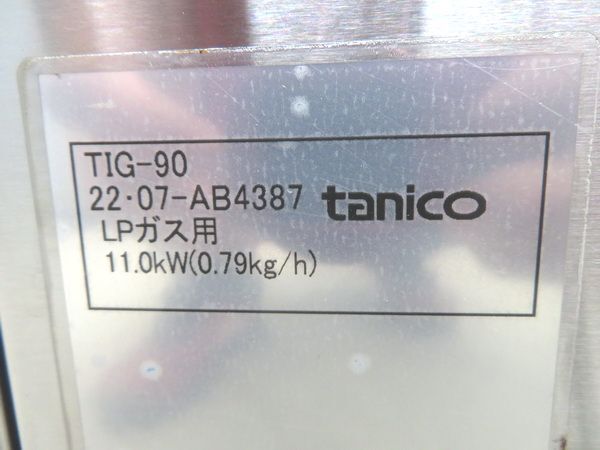 TIG-90
22·07-AB4387 tanico
LPガス用
11.0kW(0.79kg/h)